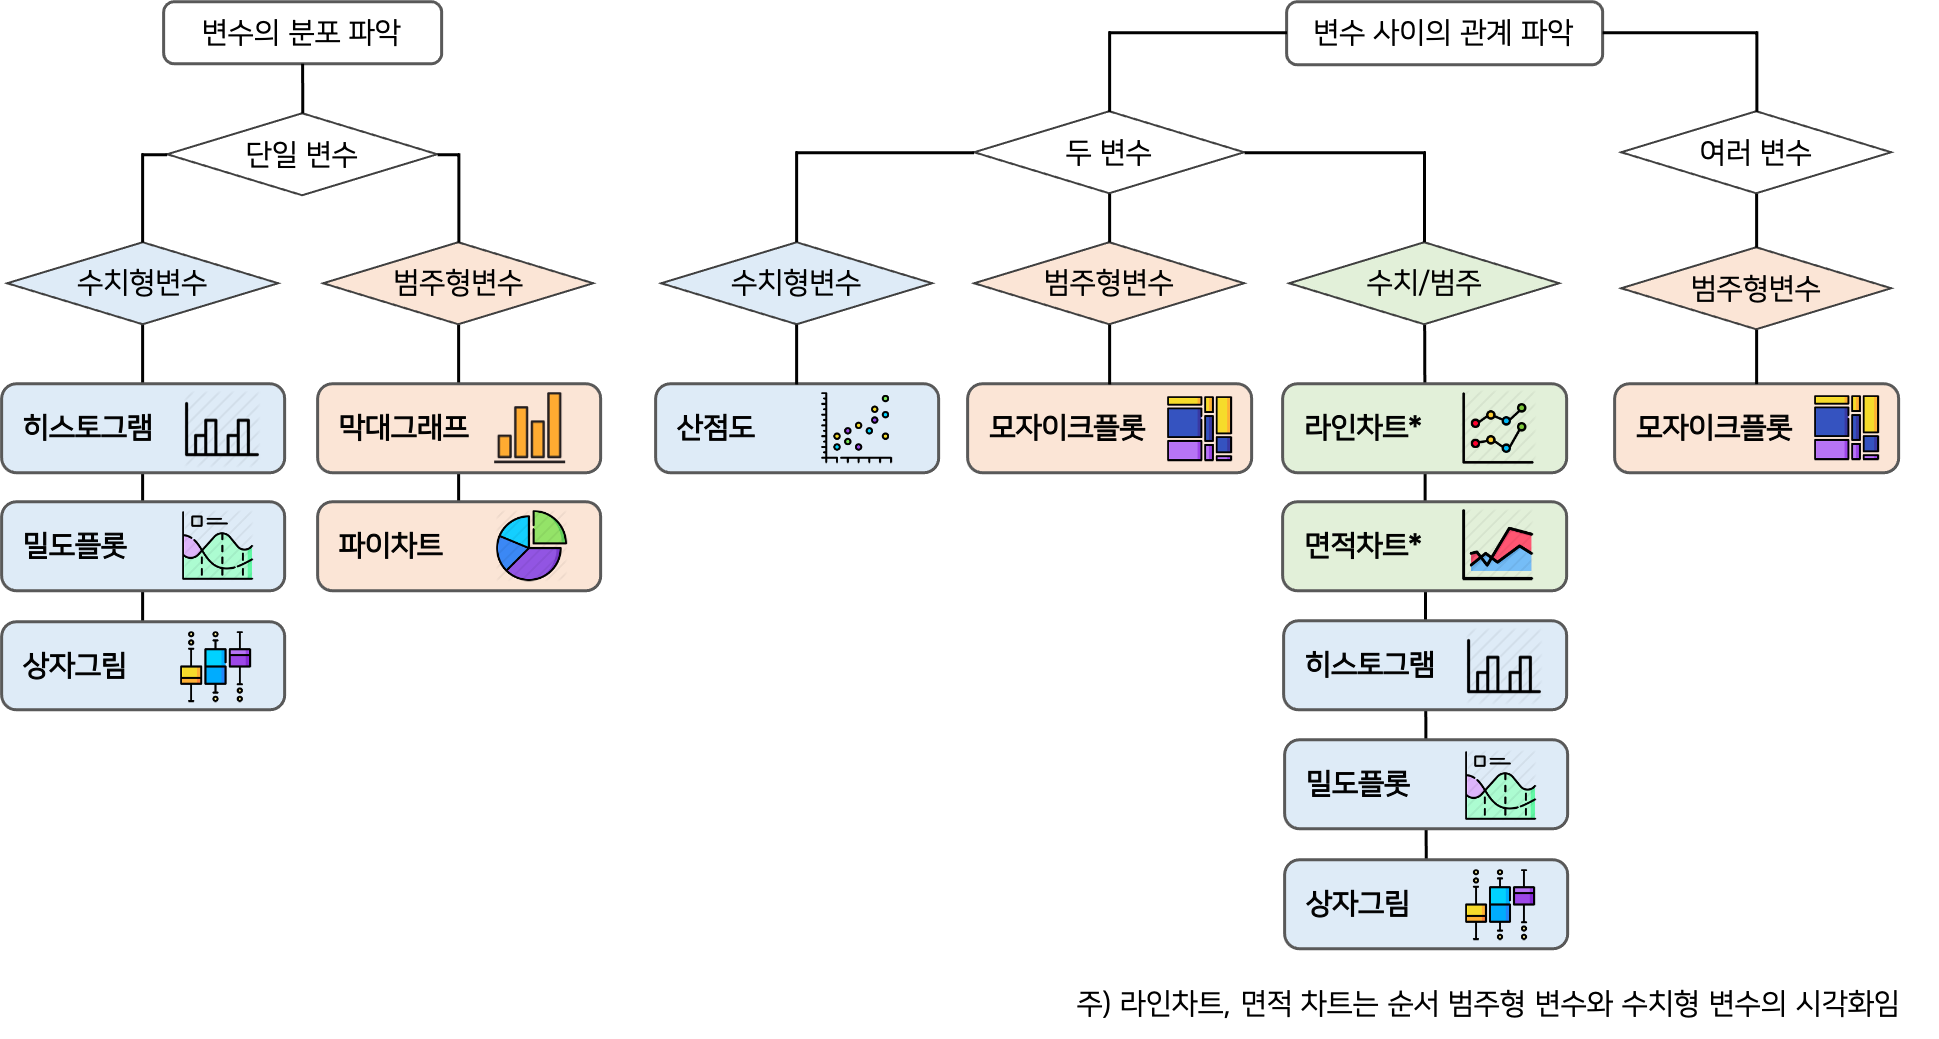 변수의 분포 파악
변수 사이의 관계 파악
단일 변수
두 변수
여러 변수
수치형변수
범주형변수
수치형변수
범주형변수
수치/범주
범주형변수
히스토그램
막대그래프
산점도
모자이크플롯
라인차트*
모자이크플롯
밀도플롯
파이차트
면적차트*
상자그림
히스토그램
밀도플롯
상자그림
주) 라인차트, 면적 차트는 순서 범주형 변수와 수치형 변수의 시각화임